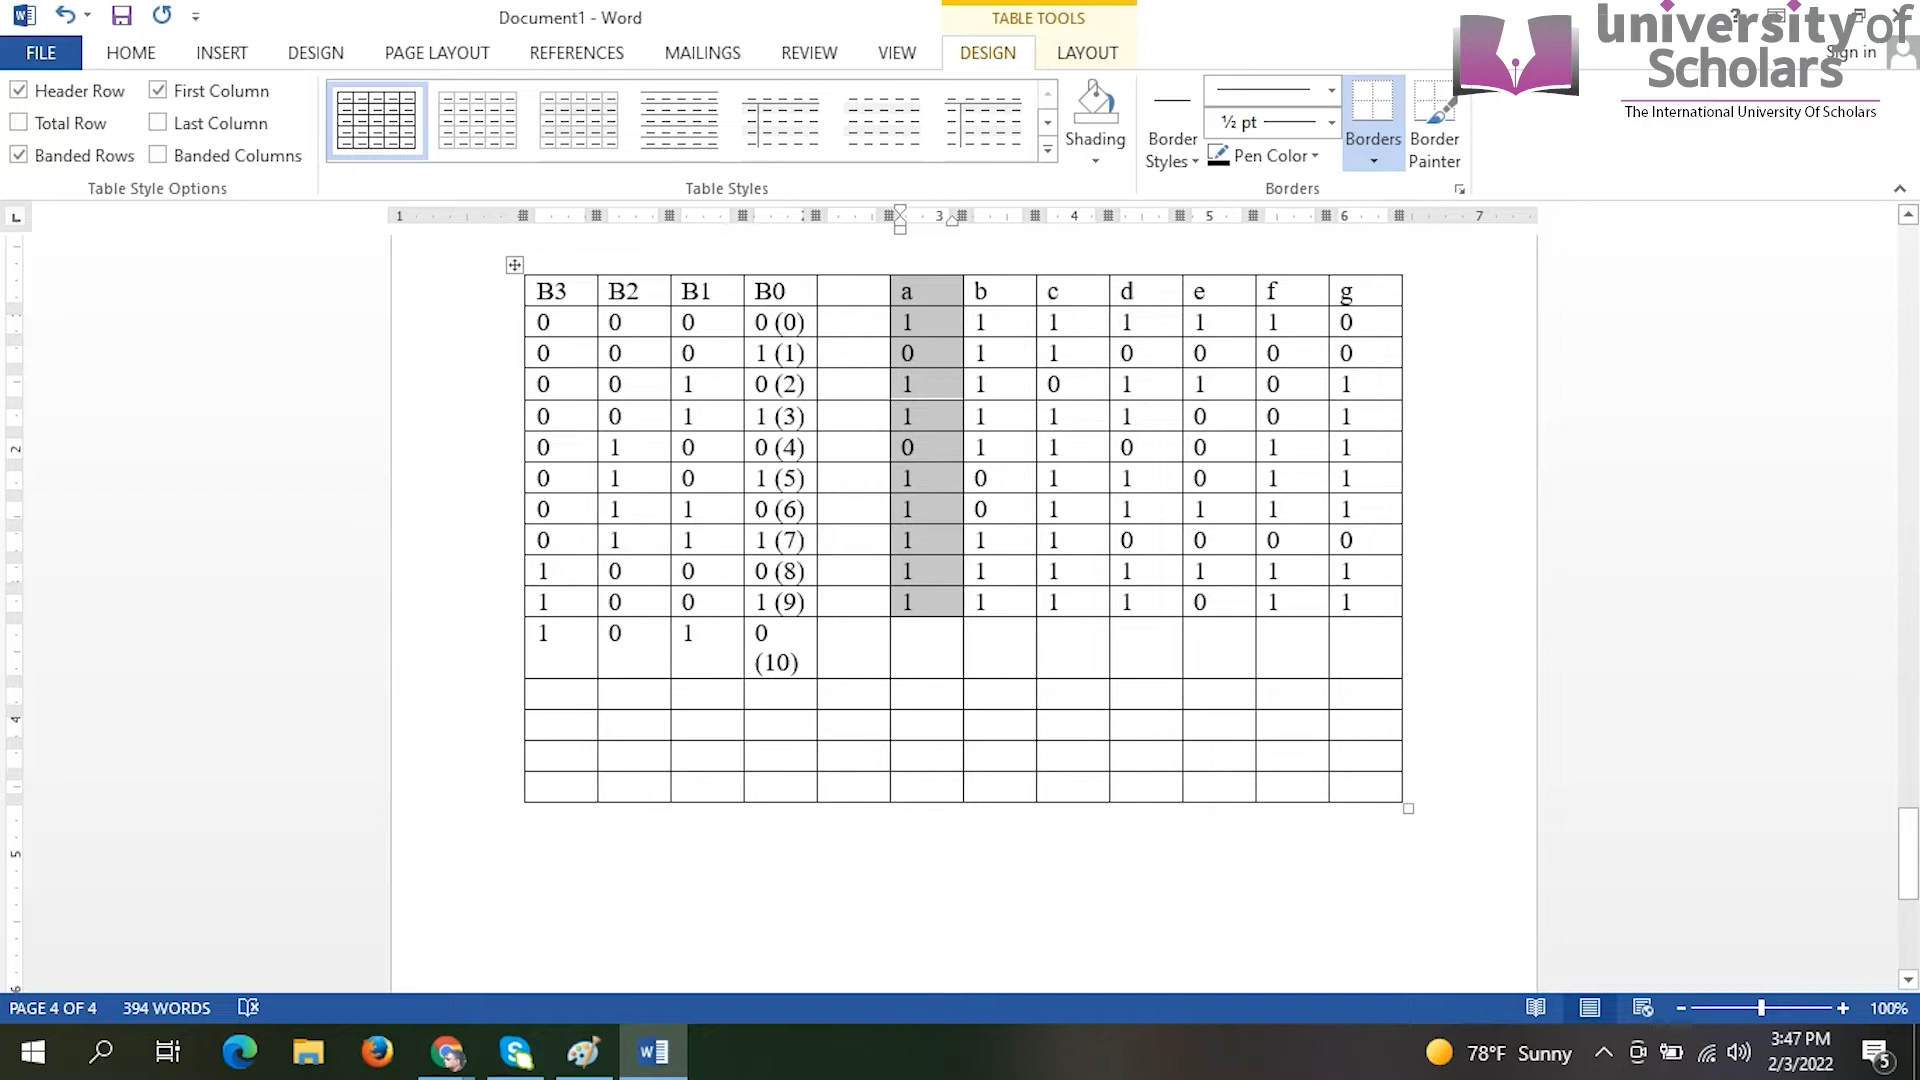 Document1 - Word
TABLE TOOLS
FILE HOME INSERT DESIGN PAGE LAYOUT REFERENCES MAILINGS REVIEW VIEW DESIGN LAYOUT
Sign in
university of
Scholars
The International University Of Scholars
Header Row First Column
Total Row Last Column
Banded Rows Banded Columns
Table Style Options
Table Styles
Shading
Border
Styles
½ pt
Pen Color
Borders
Border
Painter
Borders
1 3 4 5 6 7
B3 B2 B1 B0 a b c d e f g
0 0 0 0 (0) 1 1 1 1 1 1 0
0 0 0 1 (1) 0 1 1 0 0 0 0
0 0 1 0 (2) 1 1 0 1 1 0 1
0 0 1 1 (3) 1 1 1 1 0 0 1
0 1 0 0 (4) 0 1 1 0 0 1 1
0 1 0 1 (5) 1 0 1 1 0 1 1
0 1 1 0 (6) 1 0 1 1 1 1 1
0 1 1 1 (7) 1 1 1 0 0 0 0
1 0 0 0 (8) 1 1 1 1 1 1 1
1 0 0 1 (9) 1 1 1 1 0 1 1
1 0 1 0
(10)
2
4
5
PAGE 4 OF 4 394 WORDS 100%
78°F Sunny
3:47 PM
2/3/2022
5